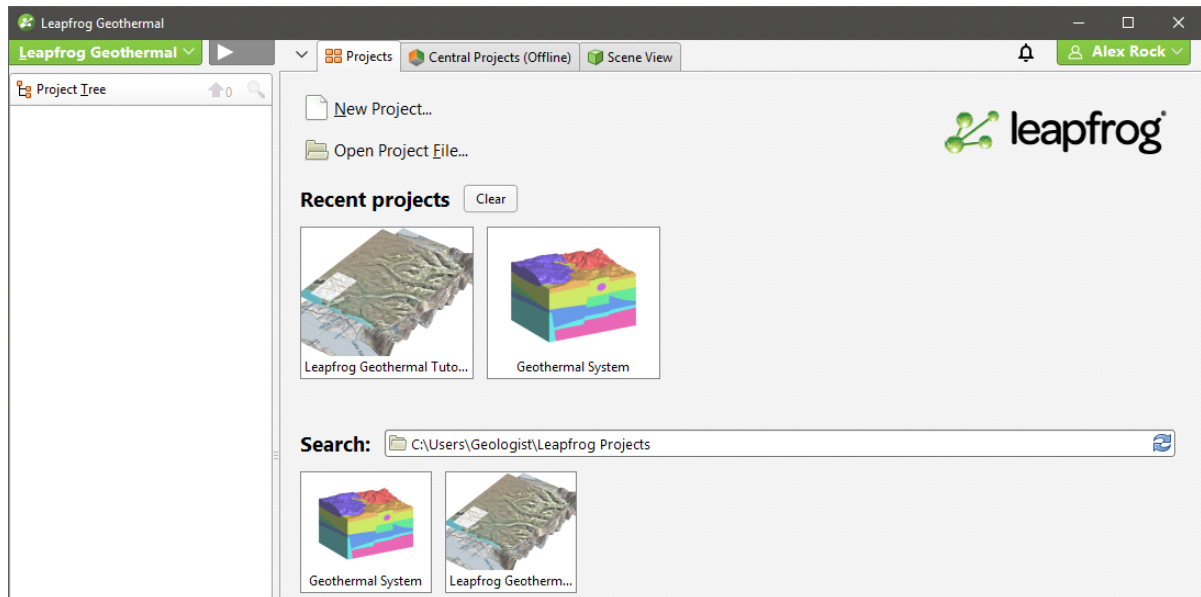 Leapfrog Geothermal
Leapfrog Geothermal
Projects
Central Projects (Offline)
Scene View
Alex Rock
Project Tree
0
New Project...
Open Project File...
leapfrog®
Recent projects
Clear
Leapfrog Geothermal Tuto...
Geothermal System
Search:
C:\Users\Geologist\Leapfrog Projects
Geothermal System
Leapfrog Geotherm...